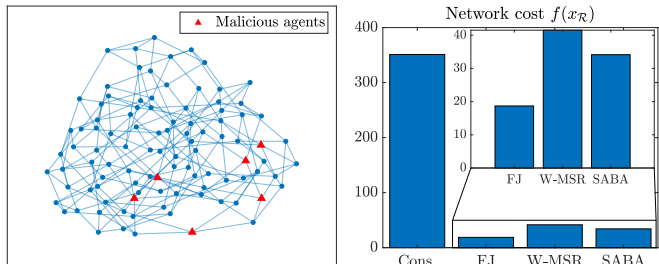 Malicious agents
Network cost f(x_R)
400
300
200
100
0
40
30
20
10
0
FJ W-MSR SABA
Cons FJ W-MSR SABA